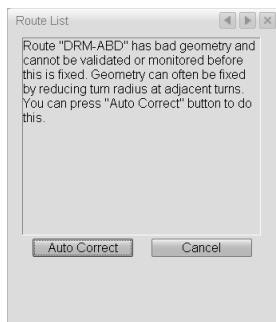 Route List
Route "DRM-ABD" has bad geometry and
cannot be validated or monitored before
this is fixed. Geometry can often be fixed
by reducing turn radius at adjacent turns.
You can press "Auto Correct" button to do
this.
Auto Correct
Cancel